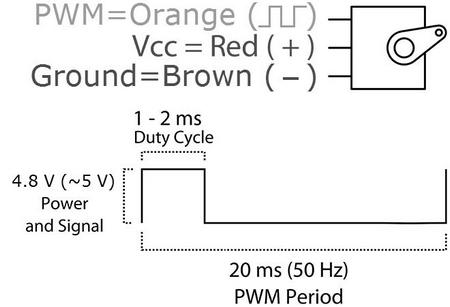 PWM=Orange (⎍⎍)
Vcc = Red ( + )
Ground=Brown ( − )
1 - 2 ms
Duty Cycle
4.8 V (~5 V)
Power
and Signal
20 ms (50 Hz)
PWM Period